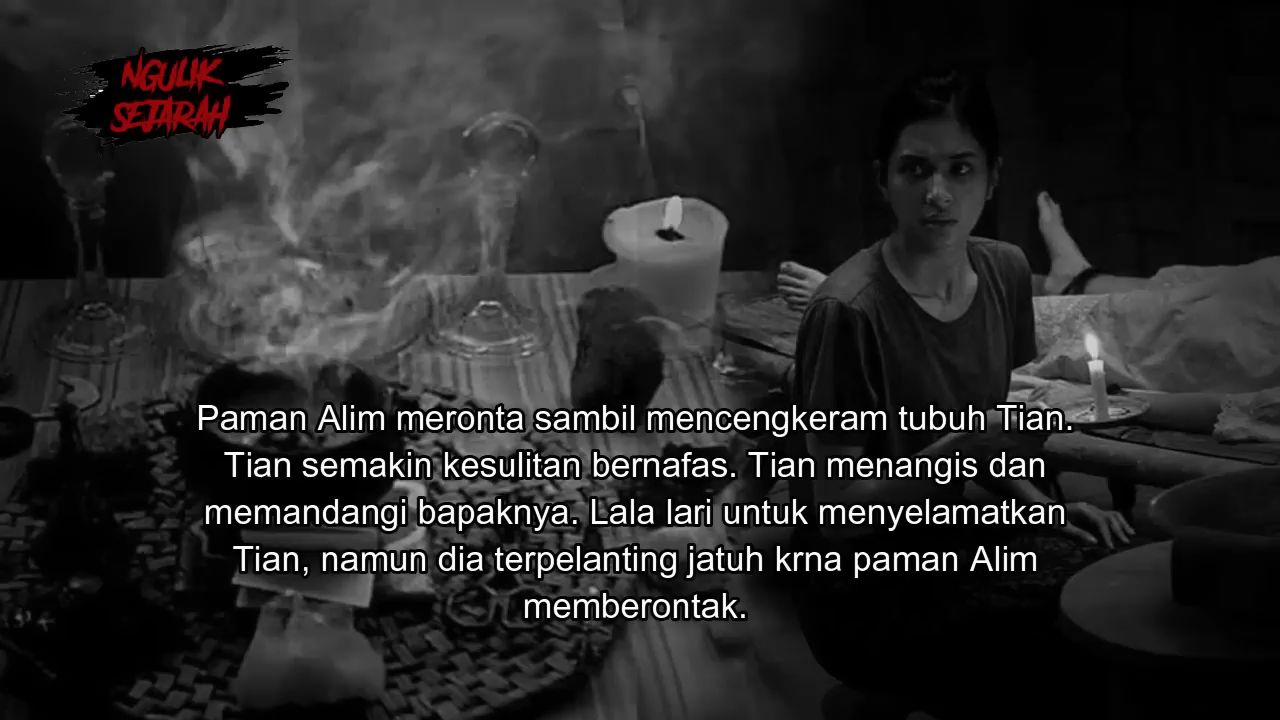 NGULIK
SEJARAH
Paman Alim meronta sambil mencengkeram tubuh Tian.
Tian semakin kesulitan bernafas. Tian menangis dan
memandangi bapaknya. Lala lari untuk menyelamatkan
Tian, namun dia terpelanting jatuh krna paman Alim
memberontak.